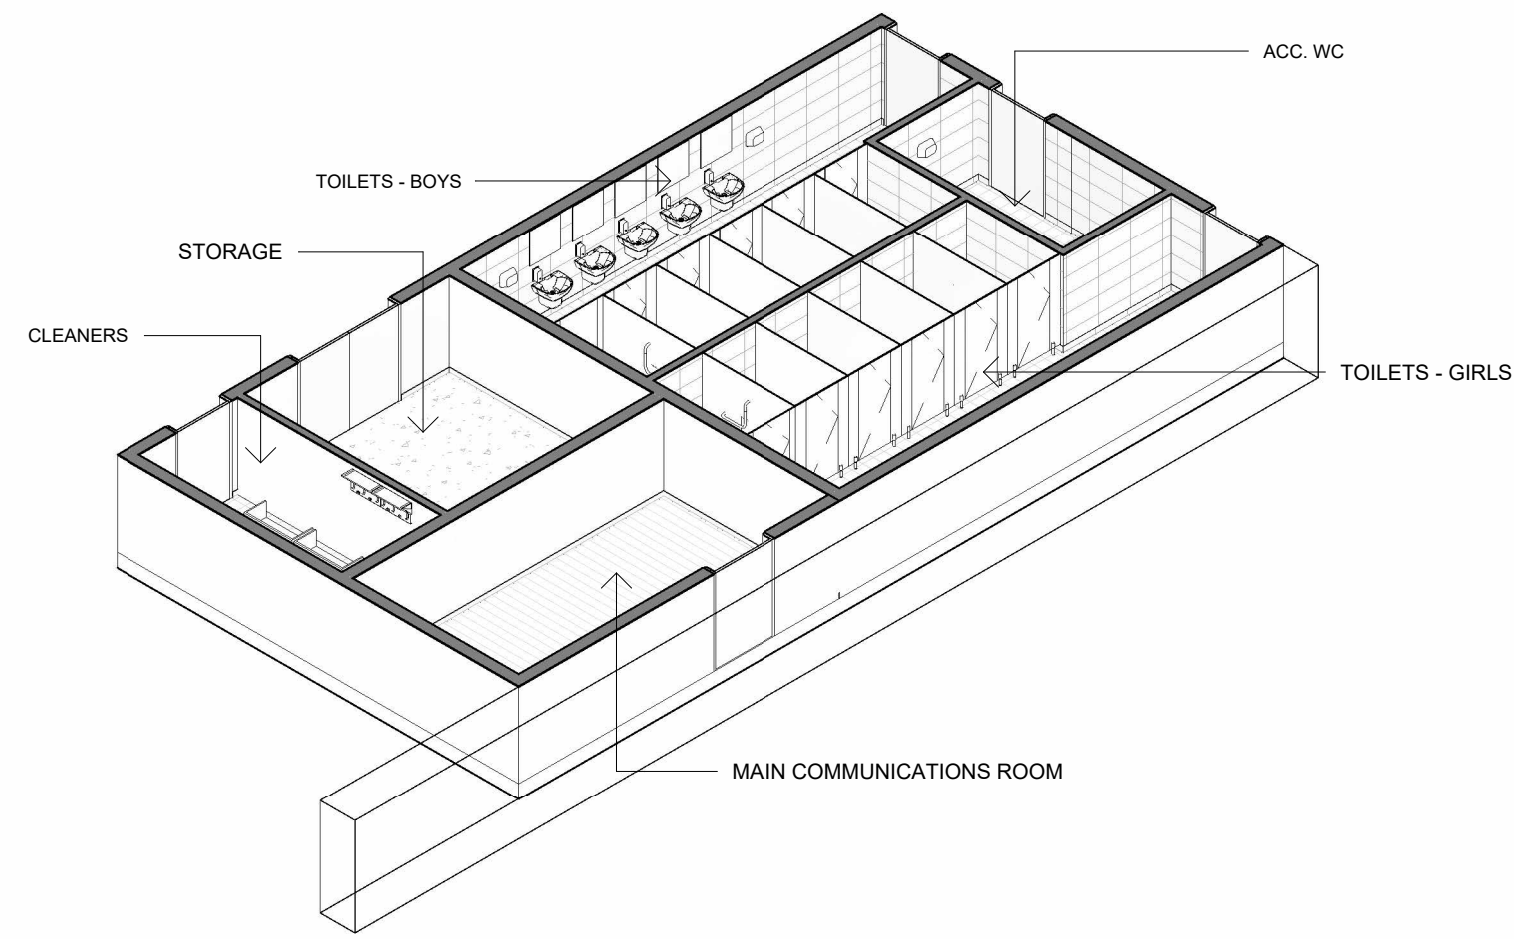 ACC. WC
TOILETS - BOYS
STORAGE
CLEANERS
TOILETS - GIRLS
MAIN COMMUNICATIONS ROOM